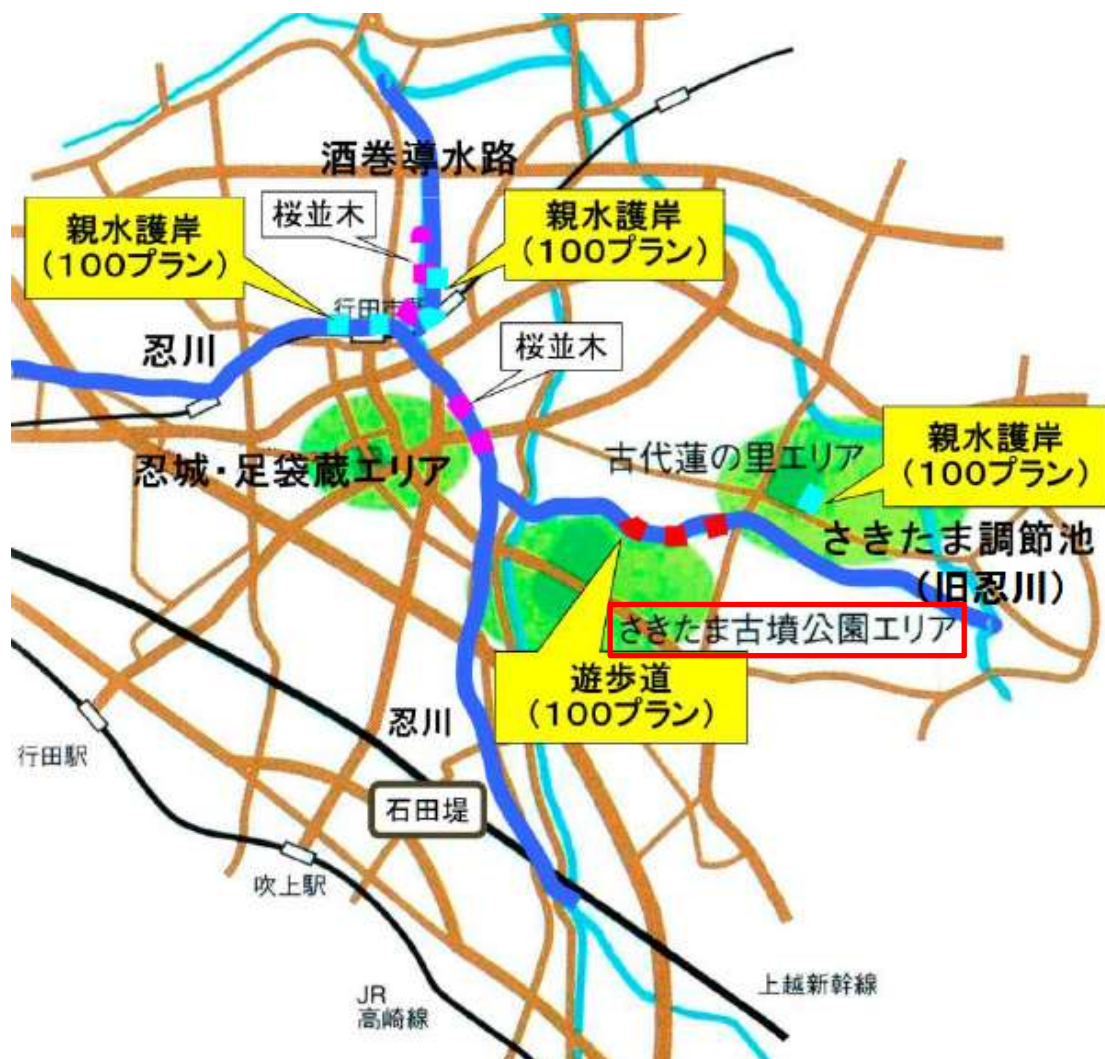 酒巻導水路
桜並木
親水護岸
(100プラン)
親水護岸
(100プラン)
行田市
忍川
桜並木
忍城・足袋蔵エリア
古代蓮の里エリア
親水護岸
(100プラン)
さきたま調節池
(旧忍川)
さきたま古墳公園エリア
遊歩道
(100プラン)
忍川
行田駅
石田堤
吹上駅
上越新幹線
JR
高崎線